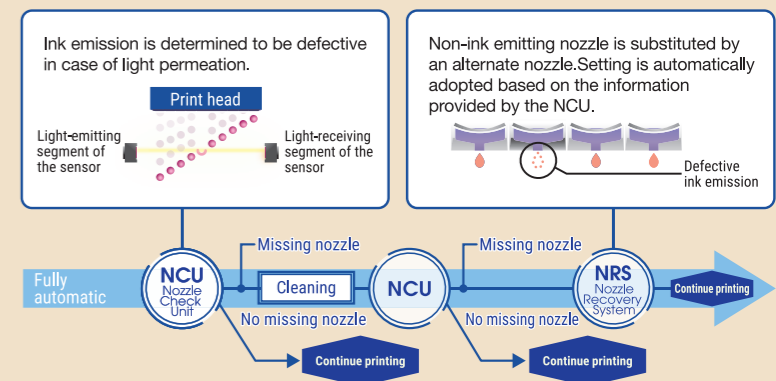 Ink emission is determined to be defective
in case of light permeation.
Print head
Light-emitting
segment of
the sensor
Light-receiving
segment of the
sensor
Non-ink emitting nozzle is substituted by
an alternate nozzle.Setting is automatically
adopted based on the information
provided by the NCU.
Defective
ink emission
Fully
automatic
NCU
Nozzle
Check
Unit
Missing nozzle
Cleaning
No missing nozzle
Continue printing
NCU
Missing nozzle
No missing nozzle
Continue printing
NRS
Nozzle
Recovery
System
Continue printing